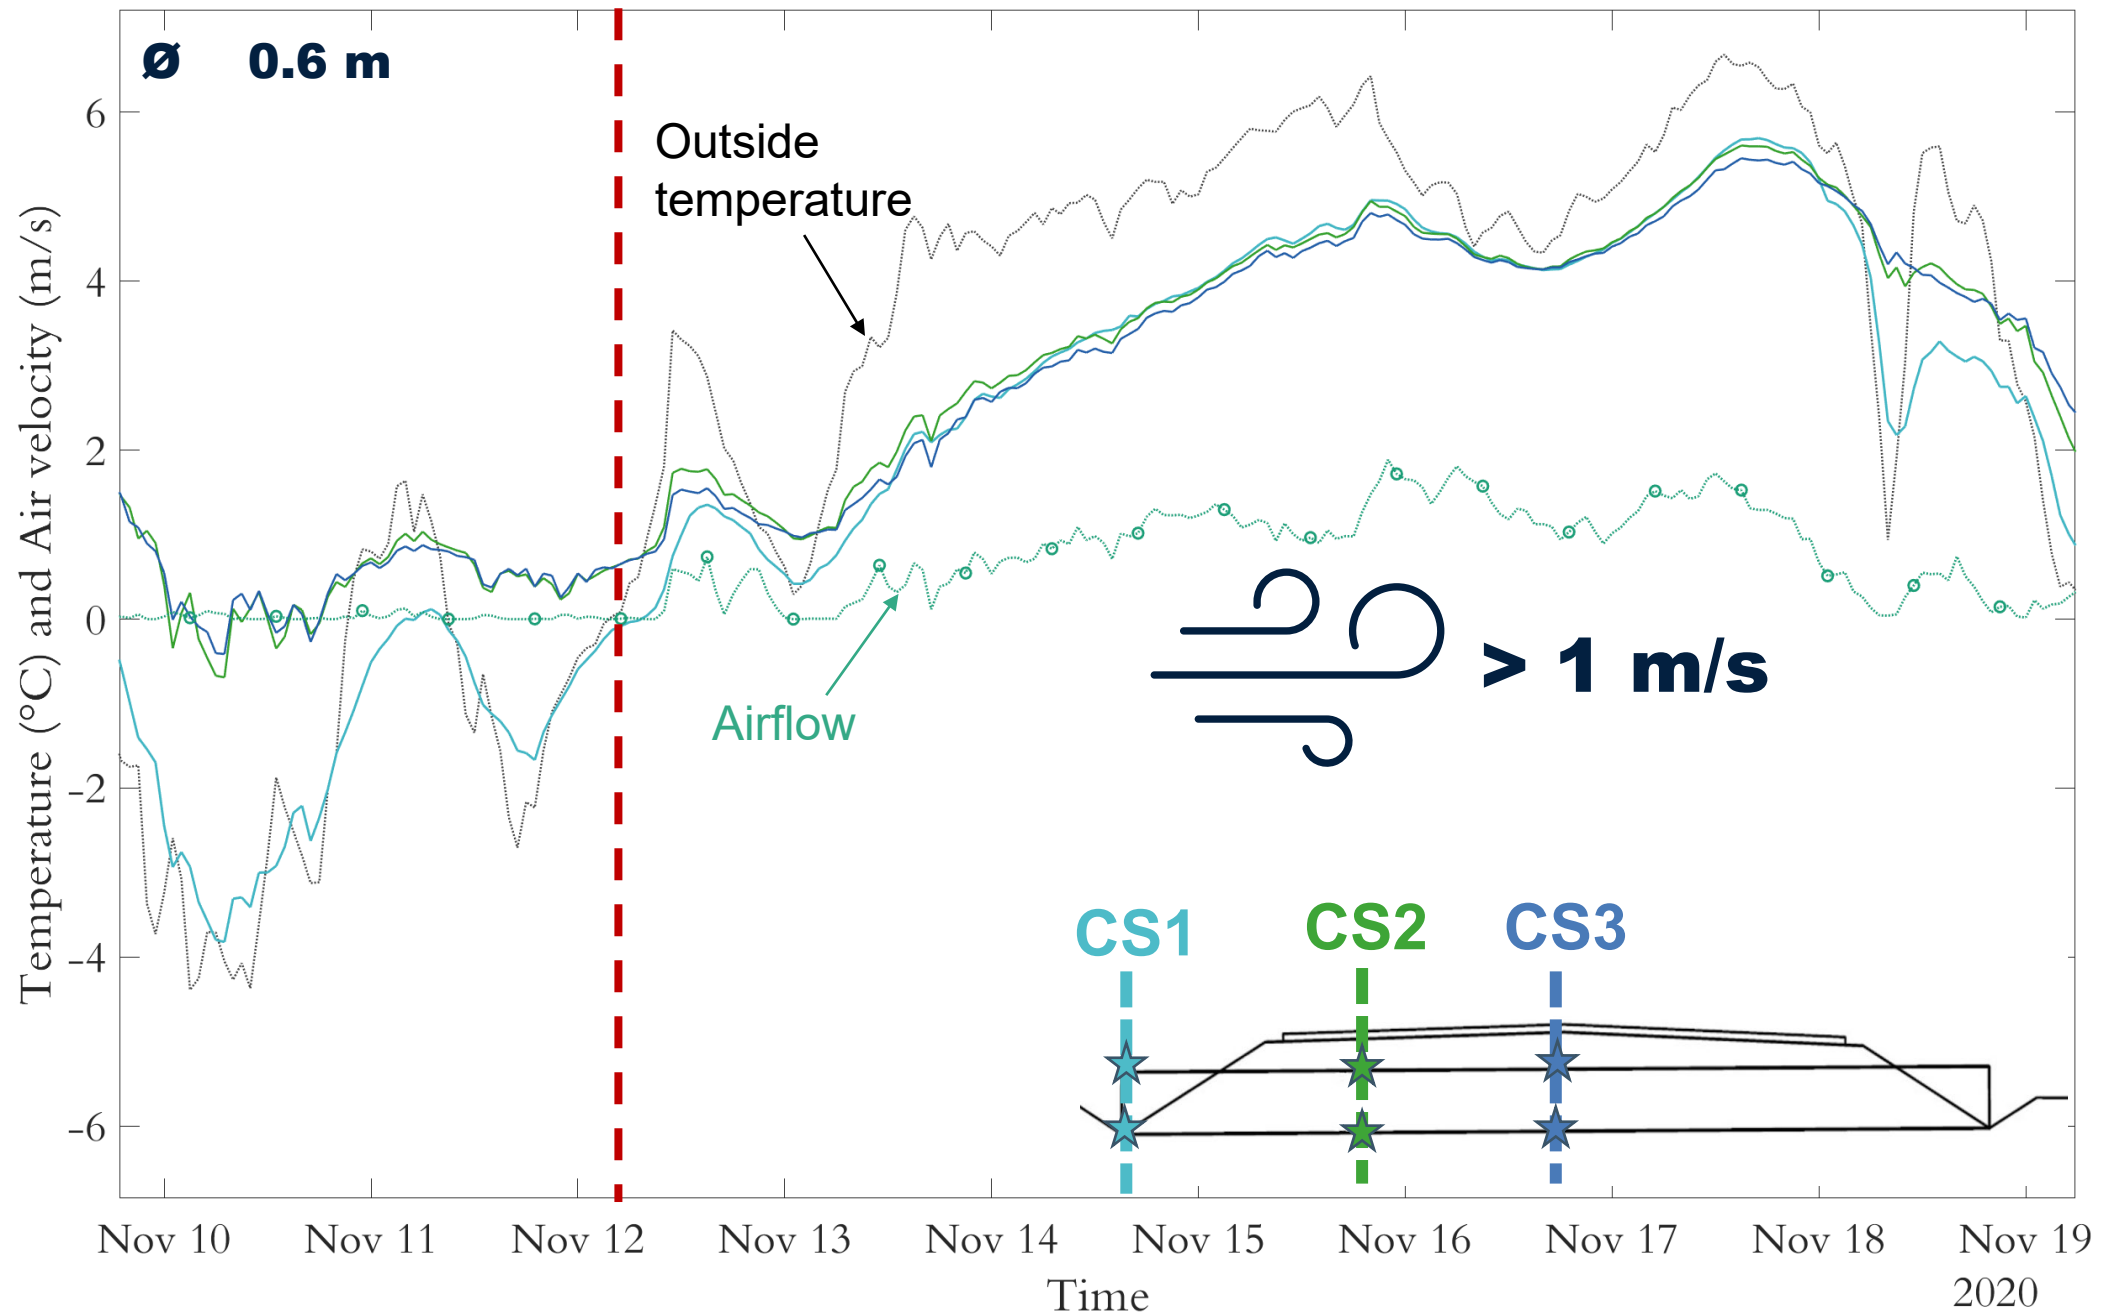 Ø 0.6 m
Outside
temperature
Airflow
> 1 m/s
CS1 CS2 CS3
Temperature (°C) and Air velocity (m/s)
6
4
2
0
-2
-4
-6
Nov 10 Nov 11 Nov 12 Nov 13 Nov 14 Nov 15 Nov 16 Nov 17 Nov 18 Nov 19
Time
2020